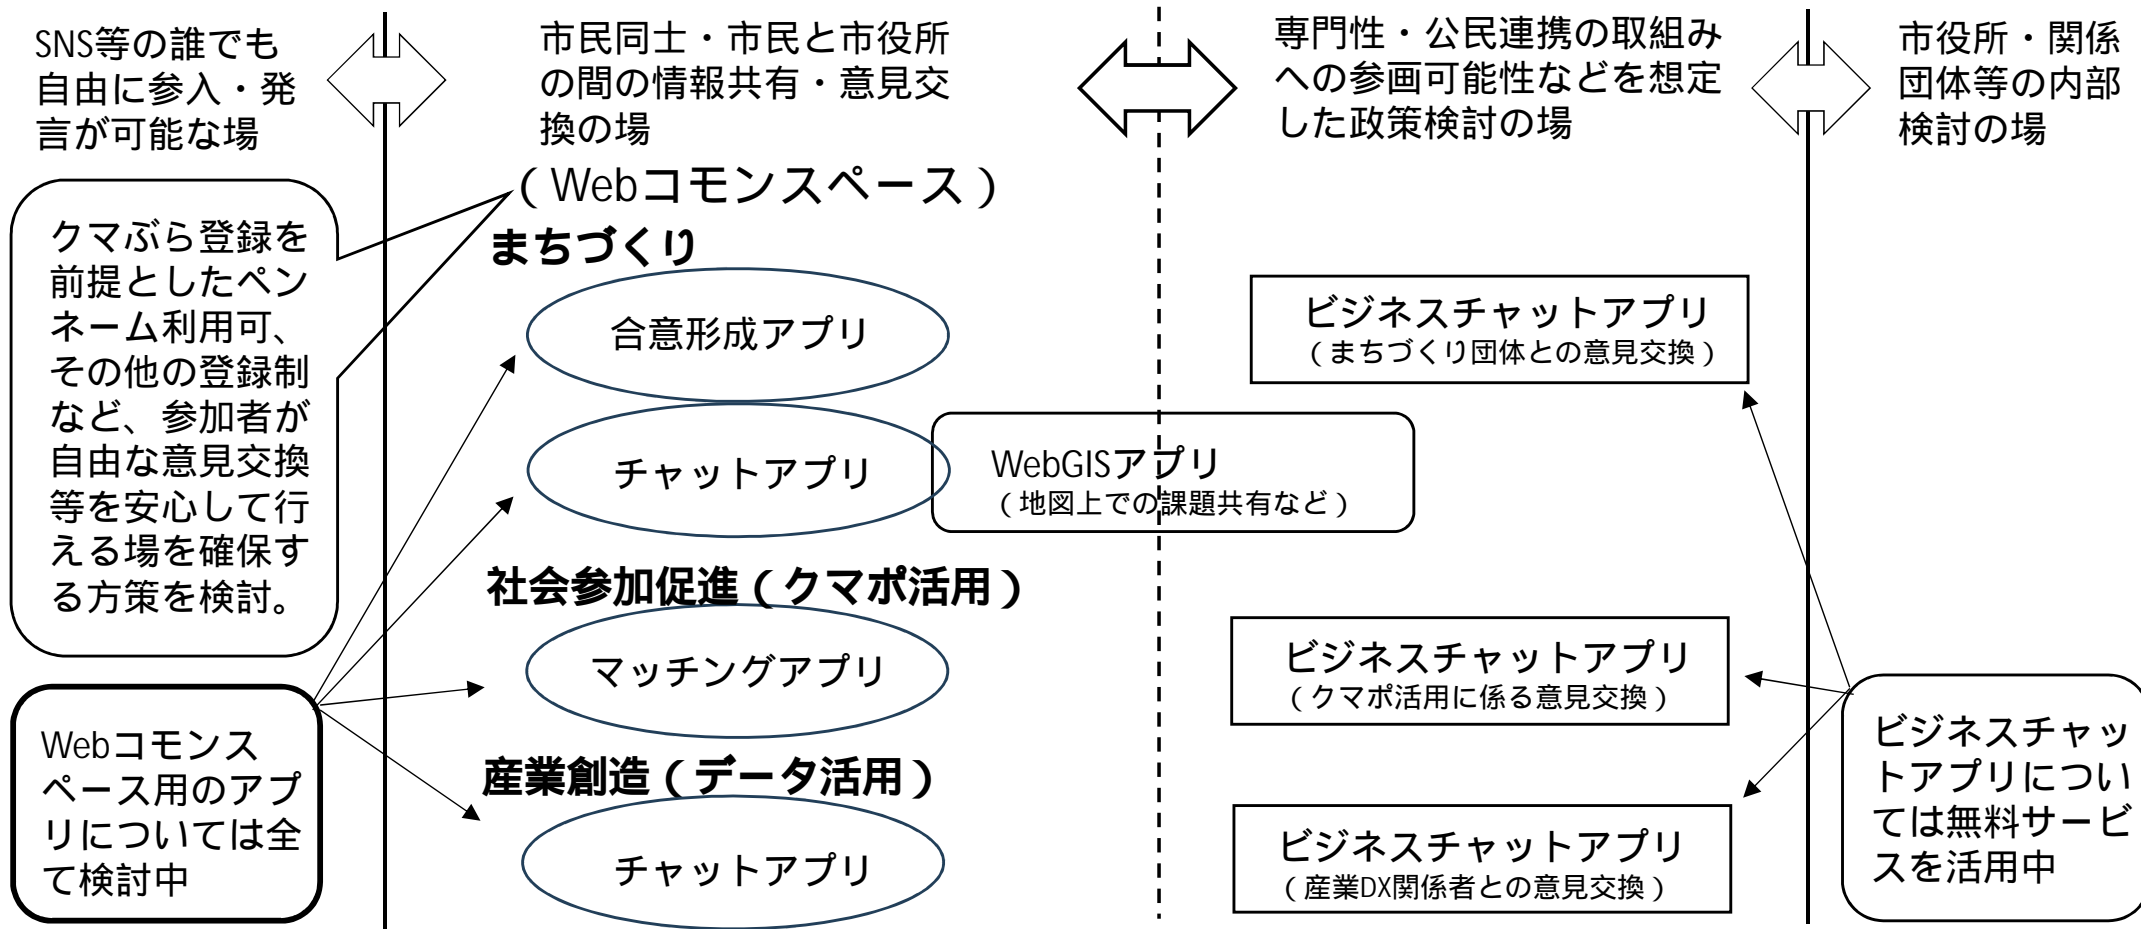 SNS等の誰でも
自由に参入・発
言が可能な場
市民同士・市民と市役所
の間の情報共有・意見交
換の場
（Webコモンスペース）
専門性・公民連携の取組み
への参画可能性などを想定
した政策検討の場
市役所・関係
団体等の内部
検討の場
クマぶら登録を
前提としたペン
ネーム利用可、
その他の登録制
など、参加者が
自由な意見交換
等を安心して行
える場を確保す
る方策を検討。
Webコモンス
ペース用のアプ
リについては全
て検討中
まちづくり
合意形成アプリ
チャットアプリ
WebGISアプリ
（地図上での課題共有など）
社会参加促進（クマポ活用）
マッチングアプリ
産業創造（データ活用）
チャットアプリ
ビジネスチャットアプリ
（まちづくり団体との意見交換）
ビジネスチャットアプリ
（クマポ活用に係る意見交換）
ビジネスチャットアプリ
（産業DX関係者との意見交換）
ビジネスチャッ
トアプリについ
ては無料サービ
スを活用中